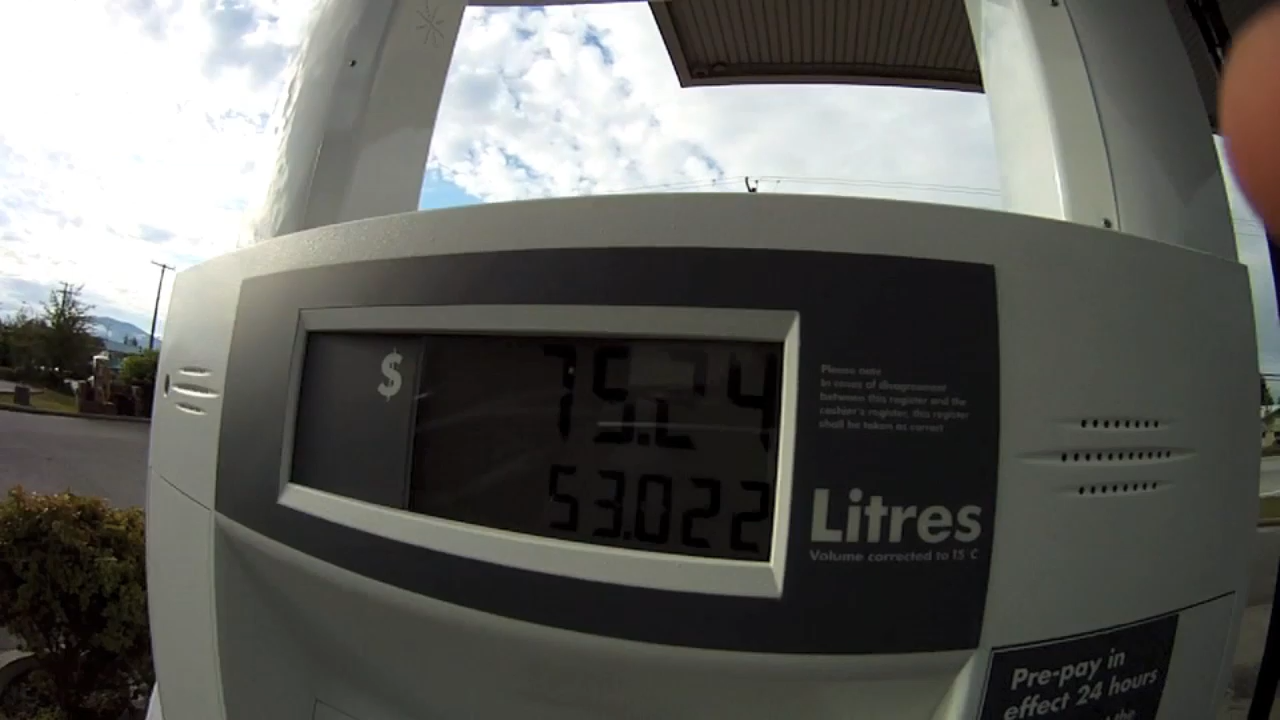 $ 75.24
53.022
Please note
In cases of disagreement
between this register and the
cashier's register, this register
shall be taken as correct
Litres
Volume corrected to 15 C
Pre-pay in
effect 24 hours
the